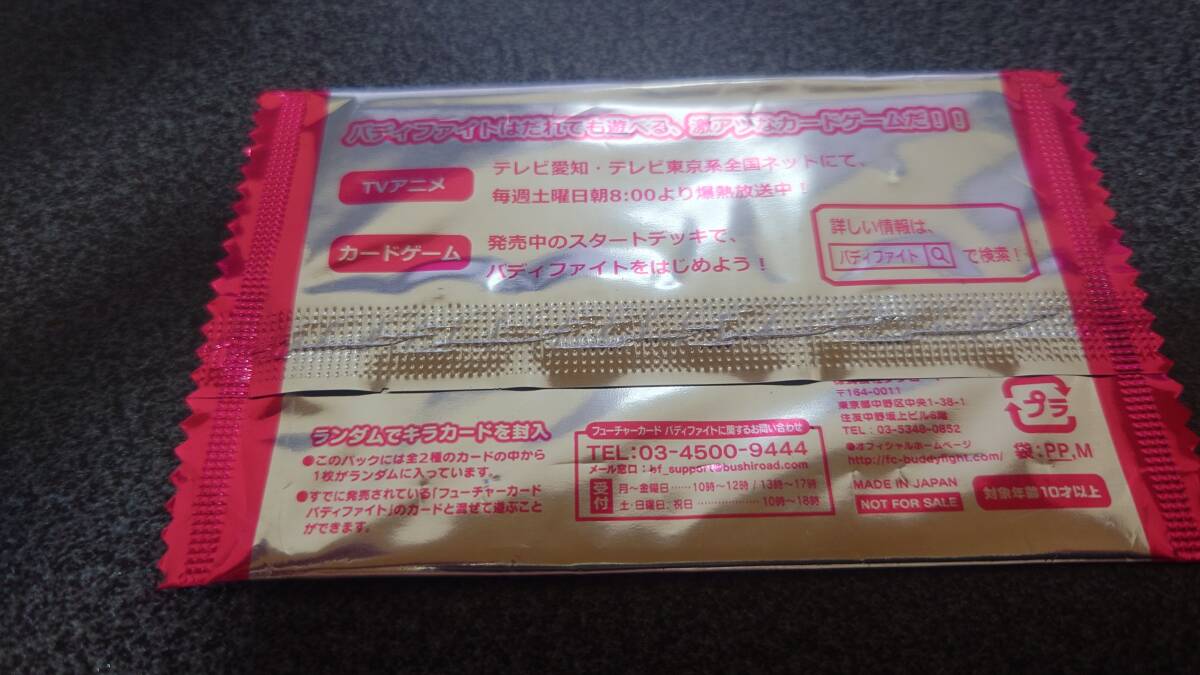 バディファイトはだれでも遊べる、激アツなカードゲームだ!!
TVアニメ
テレビ愛知・テレビ東京系全国ネットにて、
毎週土曜日朝8:00より爆熱放送中!
カードゲーム
発売中のスタートデッキで、
バディファイトをはじめよう!
詳しい情報は、
バディファイト
で検索!
ランダムでキラカードを封入
●このパックには全2種のカードの中から
1枚がランダムに入っています。
●すでに発売されている「フューチャーカード
バディファイト」のカードと混ぜて遊ぶこと
ができます。
フューチャーカード バディファイトに関するお問い合わせ
TEL:03-4500-9444
メール窓口:bf_support@bushiroad.com
受付
月~金曜日……10時~12時/13時~17時
土・日曜日:祝日……10時~18時
〒164-0011
東京都中野区中央1-38-1
住友中野坂上ビル6階
TEL:03-5348-0852
●オフィシャルホームページ
http://fc-buddyfight.com/
MADE IN JAPAN
NOT FOR SALE
プラ
袋:PP,M
対象年齢10才以上